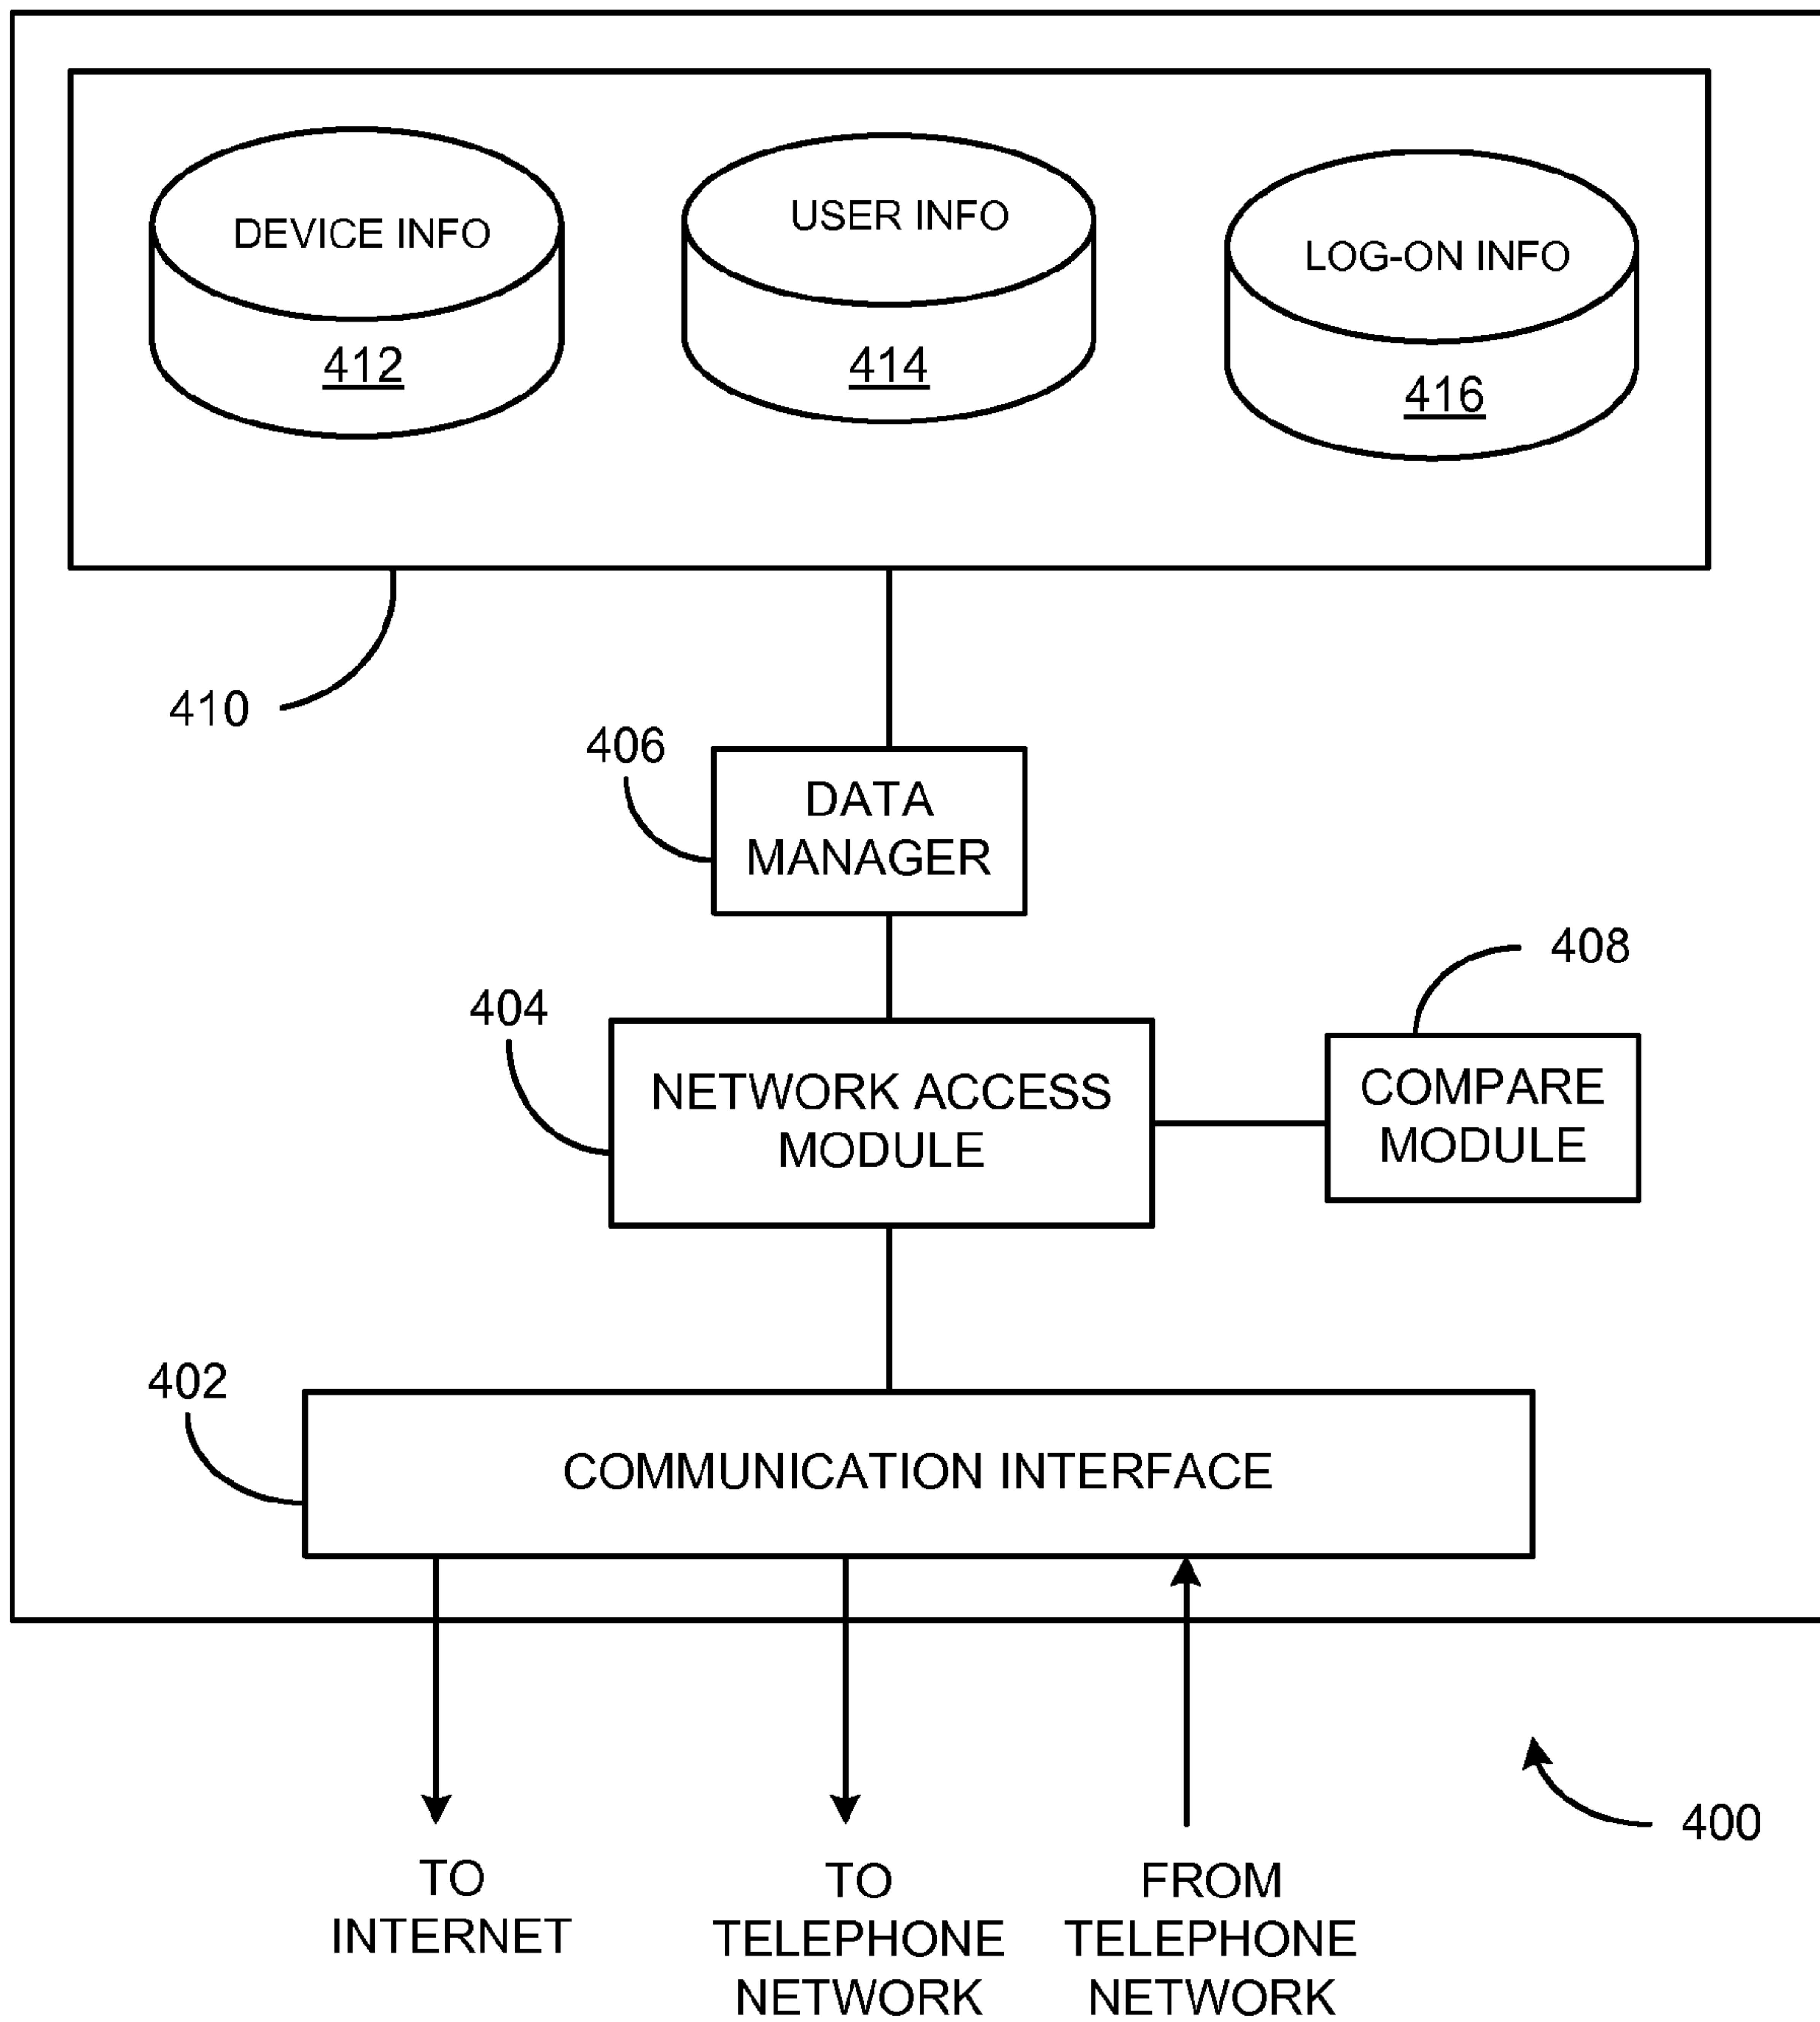 DEVICE INFO
412
USER INFO
414
LOG-ON INFO
416
410
406
DATA
MANAGER
408
404
NETWORK ACCESS
MODULE
COMPARE
MODULE
402
COMMUNICATION INTERFACE
400
TO
INTERNET
TO
TELEPHONE
NETWORK
FROM
TELEPHONE
NETWORK